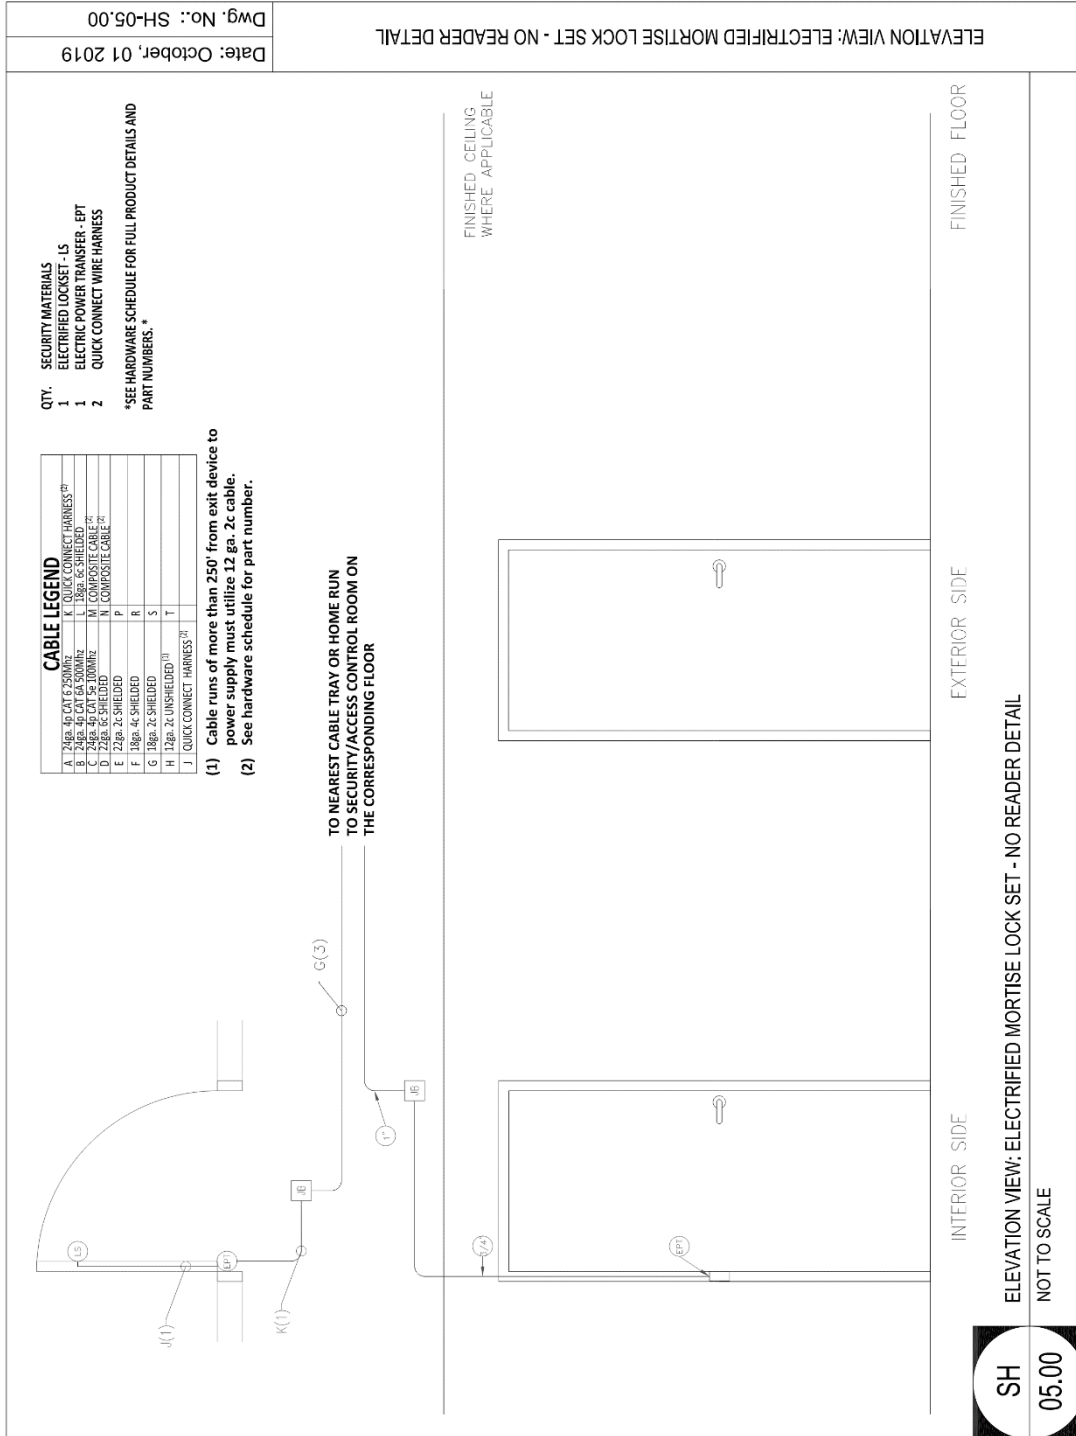 Dwg. No.: SH-05.00
Date: October, 01 2019
ELEVATION VIEW: ELECTRIFIED MORTISE LOCK SET - NO READER DETAIL
QTY. SECURITY MATERIALS
1 ELECTRIFIED LOCKSET - LS
1 ELECTRIC POWER TRANSFER - EPT
2 QUICK CONNECT WIRE HARNESS
*SEE HARDWARE SCHEDULE FOR FULL PRODUCT DETAILS AND
PART NUMBERS. *
CABLE LEGEND
A 24ga. 4p CAT 6 250Mhz K QUICK CONNECT HARNESS (2)
B 24ga. 4p CAT 6A 500Mhz L 18ga. 6c SHIELDED
C 24ga. 4p CAT 5e 100Mhz M COMPOSITE CABLE (2)
D 22ga. 6c SHIELDED N COMPOSITE CABLE (2)
E 22ga. 2c SHIELDED P
F 18ga. 4c SHIELDED R
G 18ga. 2c SHIELDED S
H 12ga. 2c UNSHIELDED (1) T
J QUICK CONNECT HARNESS (2)
(1) Cable runs of more than 250' from exit device to
power supply must utilize 12 ga. 2c cable.
(2) See hardware schedule for part number.
TO NEAREST CABLE TRAY OR HOME RUN
TO SECURITY/ACCESS CONTROL ROOM ON
THE CORRESPONDING FLOOR
LS
J(1)
EPT
K(1)
JB
G(3)
1"
JB
3/4"
EPT
FINISHED CEILING
WHERE APPLICABLE
FINISHED FLOOR
INTERIOR SIDE
EXTERIOR SIDE
SH
05.00
ELEVATION VIEW: ELECTRIFIED MORTISE LOCK SET - NO READER DETAIL
NOT TO SCALE